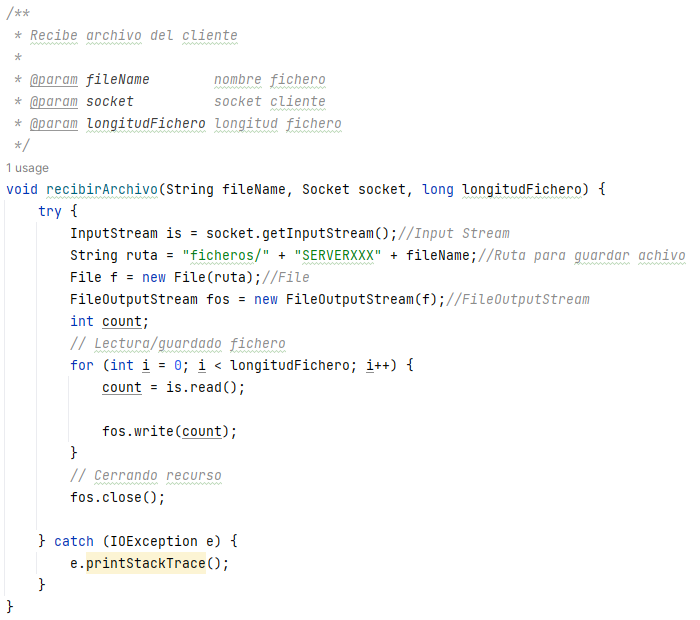 /**
 * Recibe archivo del cliente
 *
 * @param fileName        nombre fichero
 * @param socket          socket cliente
 * @param longitudFichero longitud fichero
 */
1 usage
void recibirArchivo(String fileName, Socket socket, long longitudFichero) {
    try {
        InputStream is = socket.getInputStream();//Input Stream
        String ruta = "ficheros/" + "SERVERXXX" + fileName;//Ruta para guardar achivo
        File f = new File(ruta);//File
        FileOutputStream fos = new FileOutputStream(f);//FileOutputStream
        int count;
        // Lectura/guardado fichero
        for (int i = 0; i < longitudFichero; i++) {
            count = is.read();
            fos.write(count);
        }
        // Cerrando recurso
        fos.close();
    } catch (IOException e) {
        e.printStackTrace();
    }
}